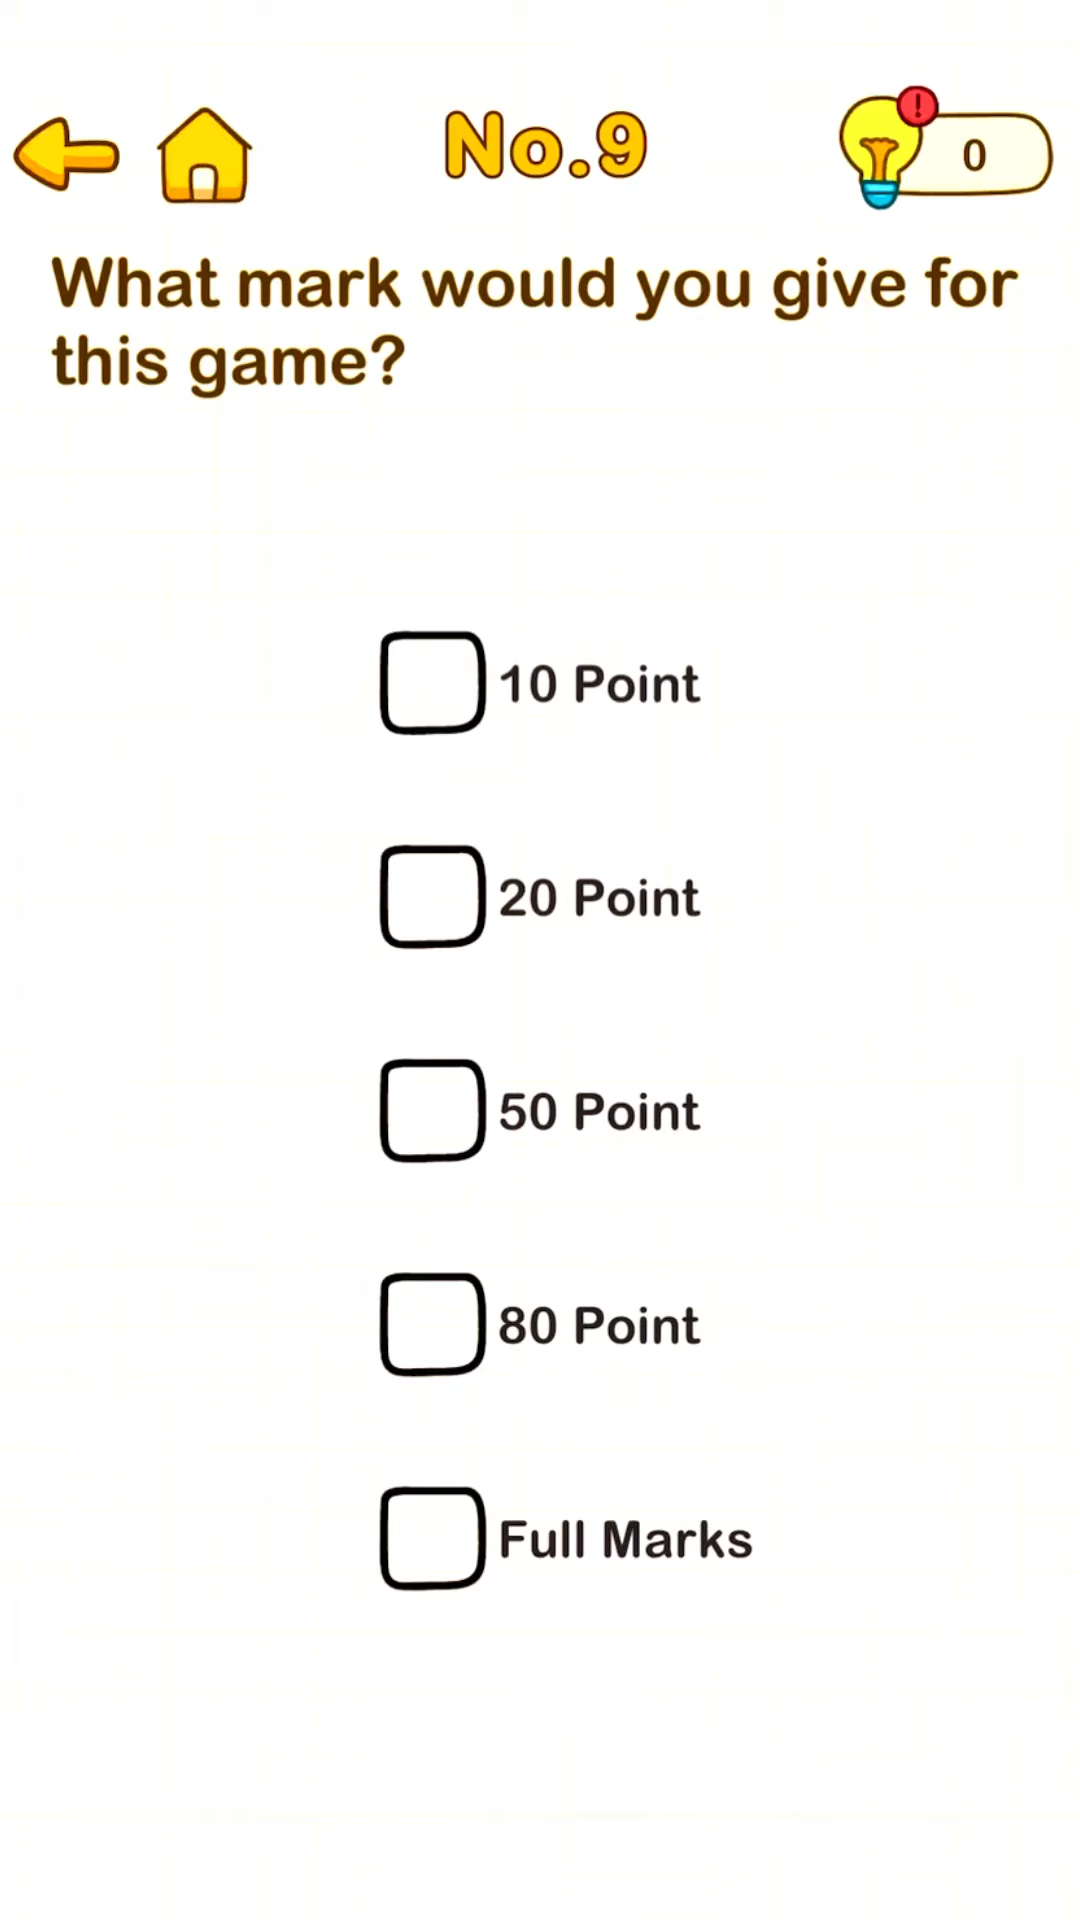 No.9
0
What mark would you give for
this game?
10 Point
20 Point
50 Point
80 Point
Full Marks